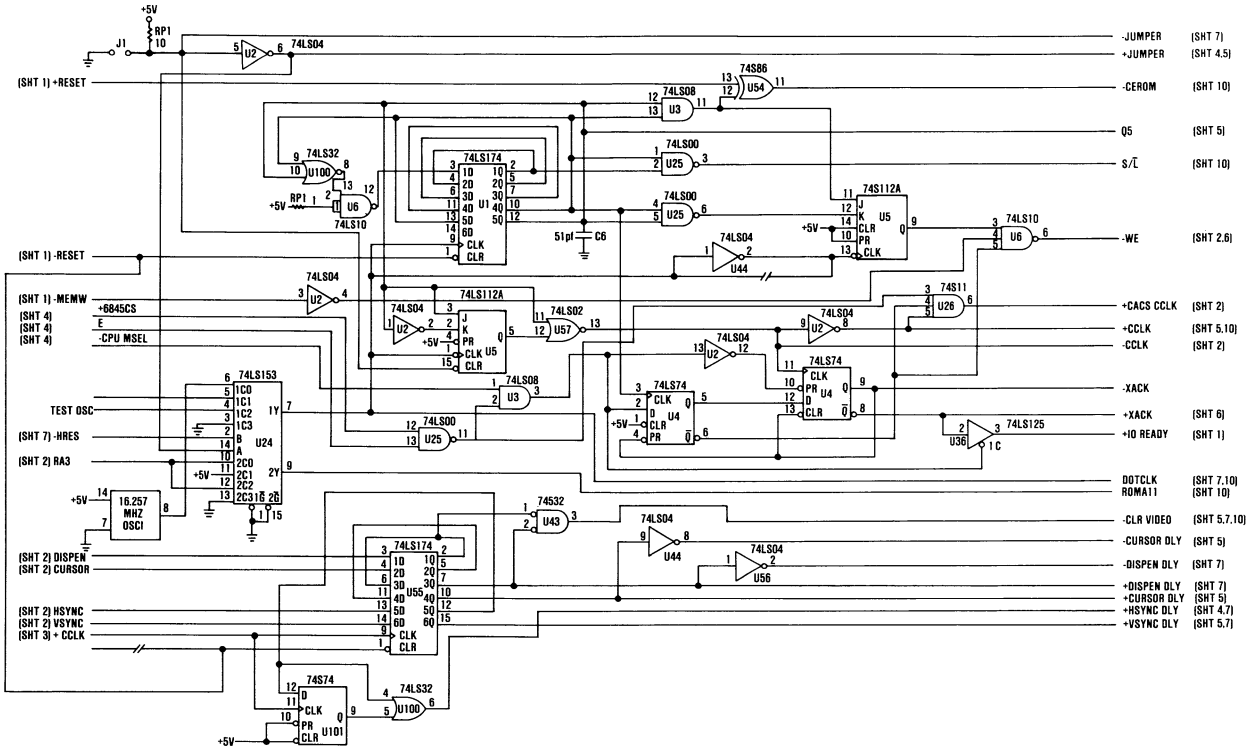 +5V
RP1
10
J1
5 U2 6 74LS04
-JUMPER (SHT 7)
+JUMPER (SHT 4.5)
(SHT 1) +RESET
74S86
13
12 U54 11
-CEROM (SHT 10)
74LS08
12
13 U3 11
Q5 (SHT 5)
74LS32
9
10 U100 8
13
2
1 U6 12
+5V RP1
74LS10
74LS174
3 1D 1Q 2
4 2D 2Q 5
6 3D 3Q 7
11 4D 4Q 10
13 5D 5Q 12
14 6D
9 CLK
1 CLR
U1
74LS00
1
2 U25 3
S/L̅ (SHT 10)
74LS00
4
5 U25 6
51pf C6
74S112A
11 J
12 K
14 CLR
10 PR
13 CLK
U5 Q 9
+5V
74LS04
1 2
U44
74LS10
3
4
5 U6 6
-WE (SHT 2.6)
(SHT 1) -RESET
(SHT 1) -MEMW
74LS04
3 U2 4
(SHT 4) +6845CS
(SHT 4) E
(SHT 4) -CPU MSEL
74LS04
1 U2 2
74LS112A
3 J
2 K
4 PR
1 CLK
15 CLR
U5 Q 5
+5V
74LS02
11
12 U57 13
74S11
3
4
5 U26 6
+CACS CCLK (SHT 2)
74LS04
9 U2 8
+CCLK (SHT 5,10)
-CCLK (SHT 2)
74LS04
13 U2 12
74LS74
11 CLK
10 PR
12 D
13 CLR
U4
Q 9
Q̅ 8
-XACK
+XACK (SHT 6)
74LS125
2 3
U36 1C
+IO READY (SHT 1)
74LS74
3 CLK
2 D
1 CLR
4 PR
U4
Q 5
Q̅ 6
+5V
74LS08
1
2 U3 3
74LS00
12
13 U25 11
74LS153
6 1C0
5 1C1
4 1C2
3 1C3
2 B
14 A
10 2C0
11 2C1
12 2C2
13 2C3
1G̅ 2G̅
1 15
U24
1Y 7
2Y 9
TEST OSC
(SHT 7) -HRES
(SHT 2) RA3
+5V
DOTCLK (SHT 7,10)
ROMA11 (SHT 10)
+5V 14
16.257
MHZ
OSCI
8
7
74532
1
2 U43 3
-CLR VIDEO (SHT 5,7,10)
74LS04
9 8
U44
-CURSOR DLY (SHT 5)
74LS04
1 2
U56
-DISPEN DLY (SHT 7)
(SHT 2) DISPEN
(SHT 2) CURSOR
74LS174
3 1D 1Q 2
4 2D 2Q 5
6 3D 3Q 7
11 4D 4Q 10
13 5D 5Q 12
14 6D 6Q 15
9 CLK
1 CLR
U55
+DISPEN DLY (SHT 7)
+CURSOR DLY (SHT 5)
+HSYNC DLY (SHT 4.7)
+VSYNC DLY (SHT 5.7)
(SHT 2) HSYNC
(SHT 2) VSYNC
(SHT 3) + CCLK
74S74
12 D
11 CLK
10 PR
CLR
Q 9
U101
+5V
74LS32
4
5 U100 6